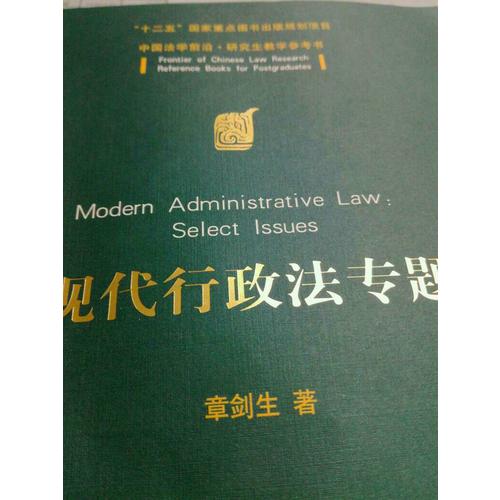 “十二五”国家重点图书出版规划项目
中国法学前沿·研究生教学参考书
Frontier of Chinese Law Research
Reference Books for Postgraduates
Modern Administrative Law:
Select Issues
现代行政法专题
章剑生 著